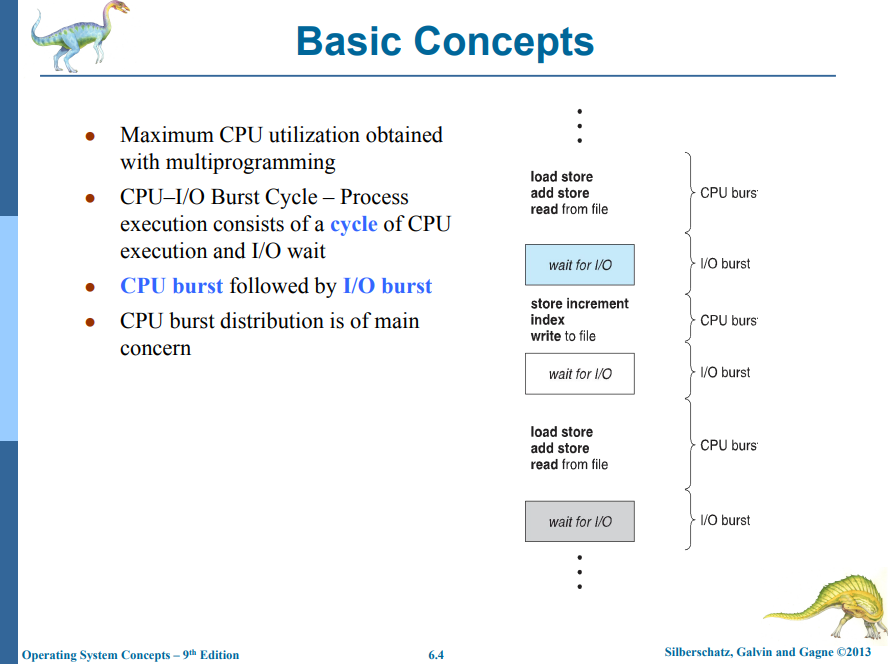 Basic Concepts
Maximum CPU utilization obtained
with multiprogramming
CPU–I/O Burst Cycle – Process
execution consists of a cycle of CPU
execution and I/O wait
CPU burst followed by I/O burst
CPU burst distribution is of main
concern
load store
add store
read from file
CPU burst
wait for I/O
I/O burst
store increment
index
write to file
CPU burst
wait for I/O
I/O burst
load store
add store
read from file
CPU burst
wait for I/O
I/O burst
Operating System Concepts – 9th Edition
6.4
Silberschatz, Galvin and Gagne ©2013